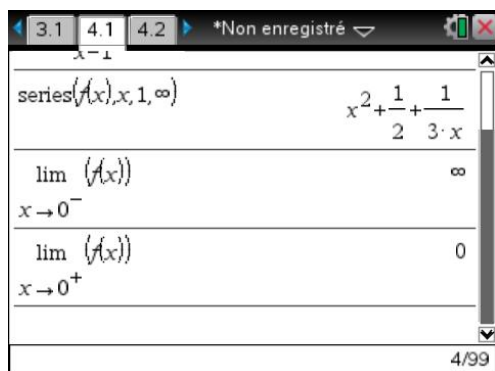 3.1 4.1 4.2 *Non enregistré
x-1
series(f(x),x,1,∞)
x²+1/2+1/(3·x)
lim (f(x))
x→0⁻
∞
lim (f(x))
x→0⁺
0
4/99